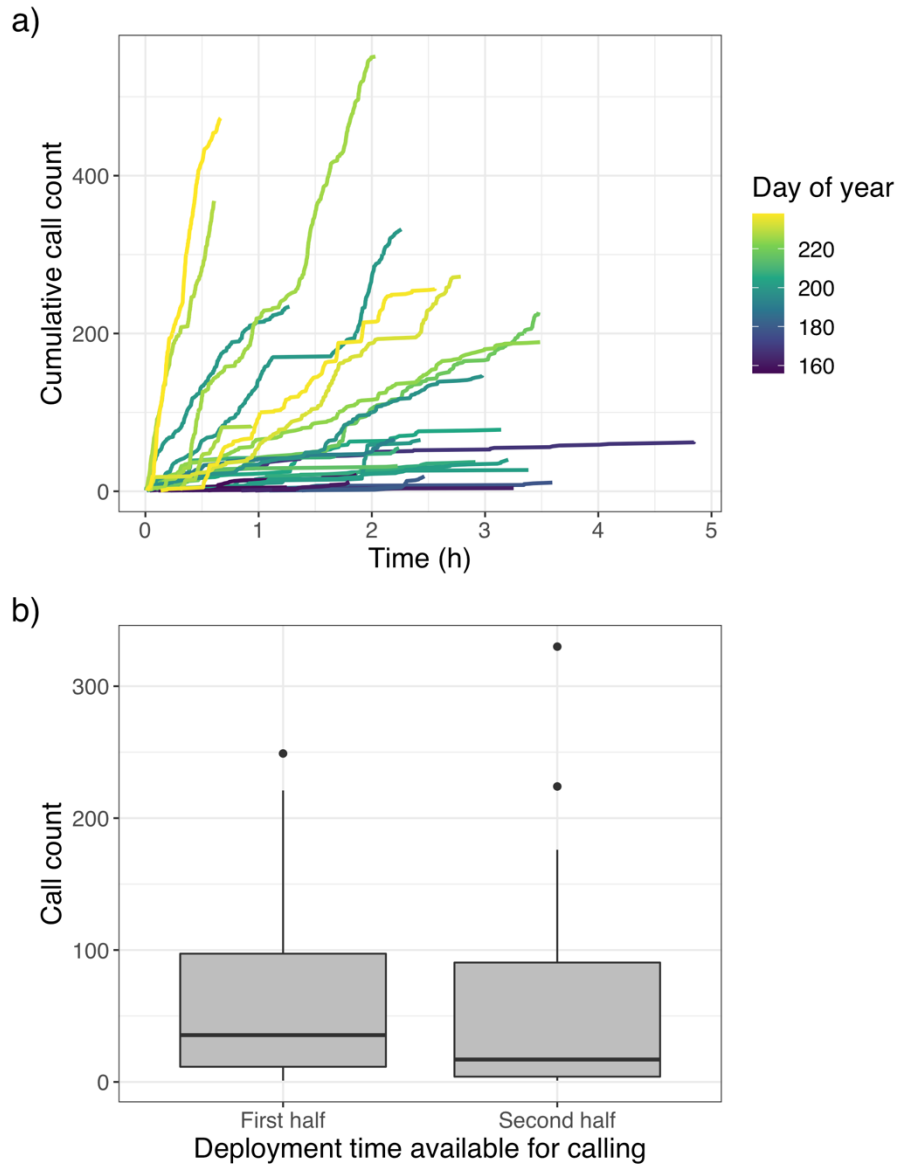 a)
400
200
0
Cumulative call count
0 1 2 3 4 5
Time (h)
Day of year
220
200
180
160
b)
300
200
100
0
Call count
First half Second half
Deployment time available for calling